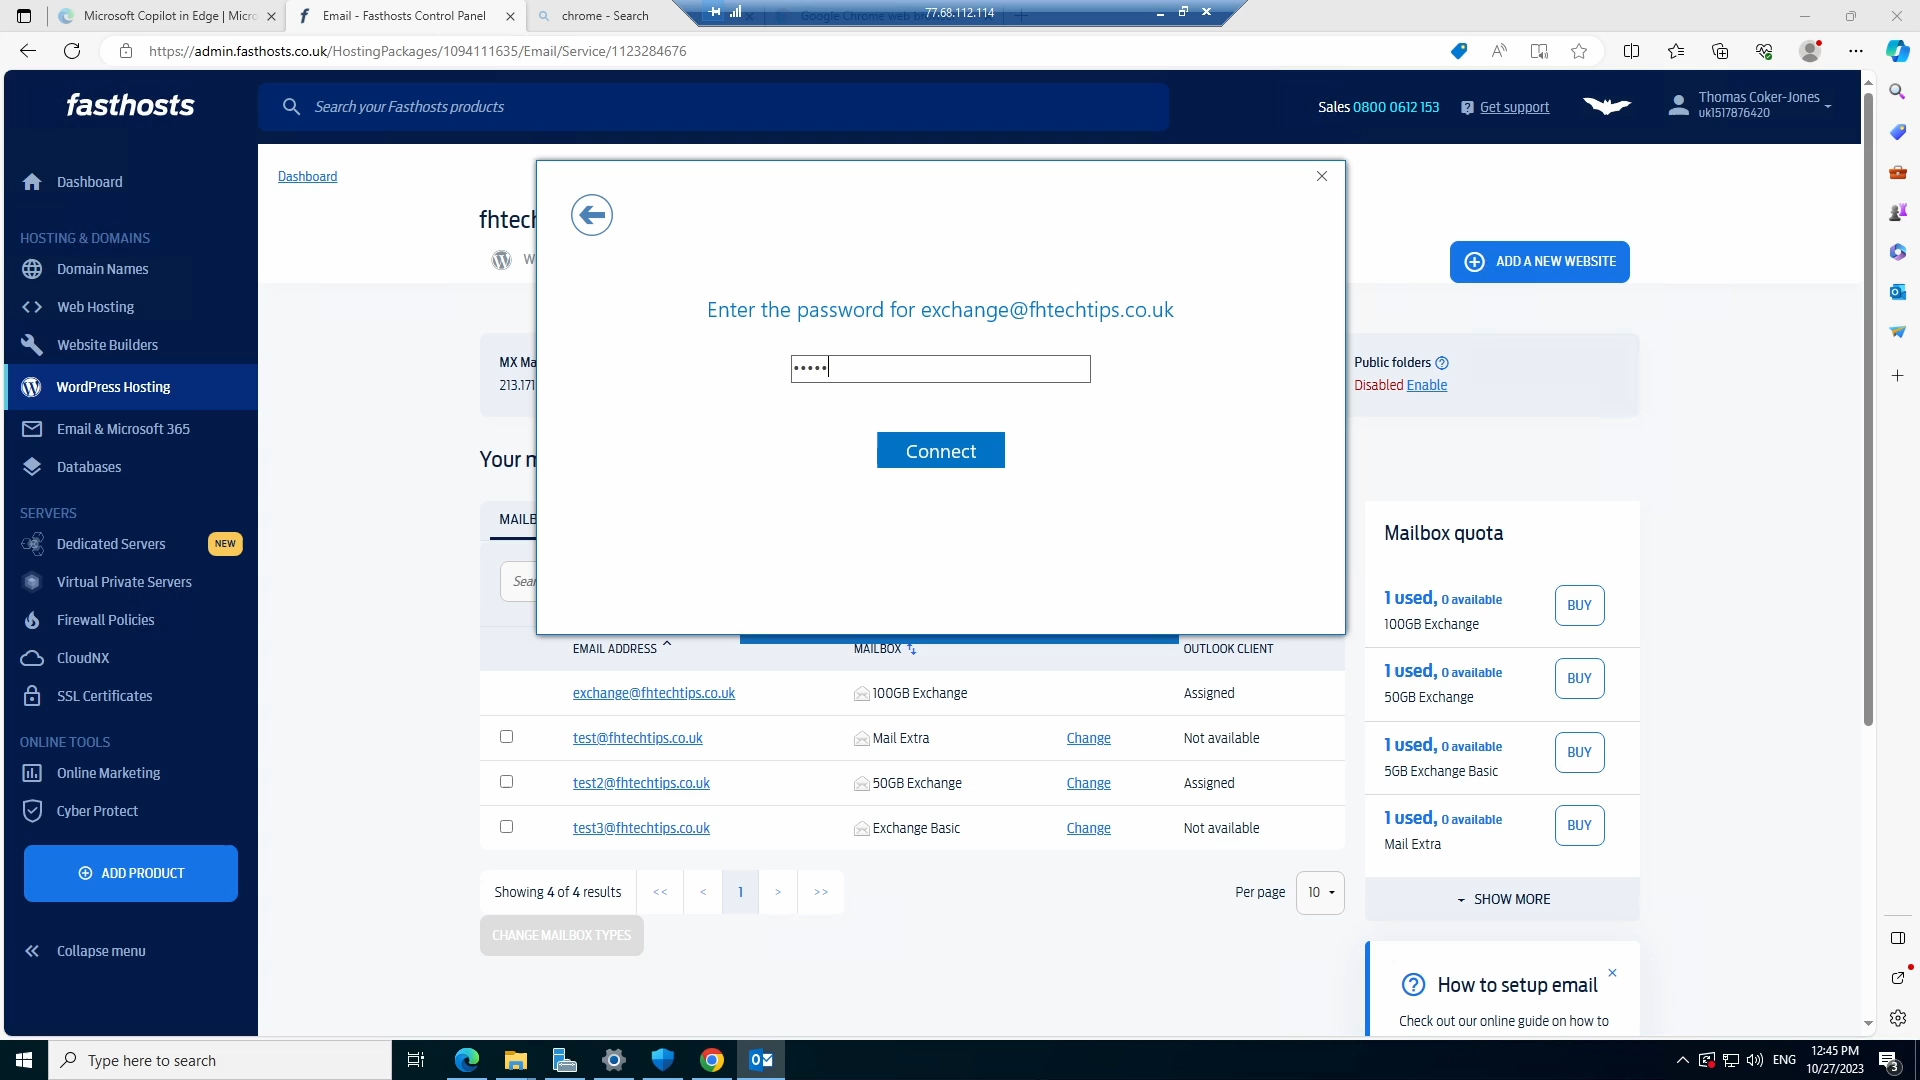 Microsoft Copilot in Edge | Micro
Email - Fasthosts Control Panel
chrome - Search
77.68.112.114
https://admin.fasthosts.co.uk/HostingPackages/1094111635/Email/Service/1123284676
fasthosts
Search your Fasthosts products
Sales 0800 0612 153
Get support
Thomas Coker-Jones
uk1517876420
Dashboard
HOSTING & DOMAINS
Domain Names
Web Hosting
Website Builders
WordPress Hosting
Email & Microsoft 365
Databases
SERVERS
Dedicated Servers
NEW
Virtual Private Servers
Firewall Policies
CloudNX
SSL Certificates
ONLINE TOOLS
Online Marketing
Cyber Protect
ADD PRODUCT
Collapse menu
Dashboard
fhtech
W
ADD A NEW WEBSITE
MX Ma
213.171
Public folders
Disabled Enable
Your m
MAILB
Sear
Enter the password for exchange@fhtechtips.co.uk
•••••
Connect
EMAIL ADDRESS
MAILBOX
OUTLOOK CLIENT
exchange@fhtechtips.co.uk
100GB Exchange
Assigned
test@fhtechtips.co.uk
Mail Extra
Change
Not available
test2@fhtechtips.co.uk
50GB Exchange
Change
Assigned
test3@fhtechtips.co.uk
Exchange Basic
Change
Not available
Showing 4 of 4 results
<<
<
1
>
>>
Per page
10
CHANGE MAILBOX TYPES
Mailbox quota
1 used, 0 available
100GB Exchange
BUY
1 used, 0 available
50GB Exchange
BUY
1 used, 0 available
5GB Exchange Basic
BUY
1 used, 0 available
Mail Extra
BUY
SHOW MORE
How to setup email
Check out our online guide on how to
Type here to search
ENG
12:45 PM
10/27/2023
3